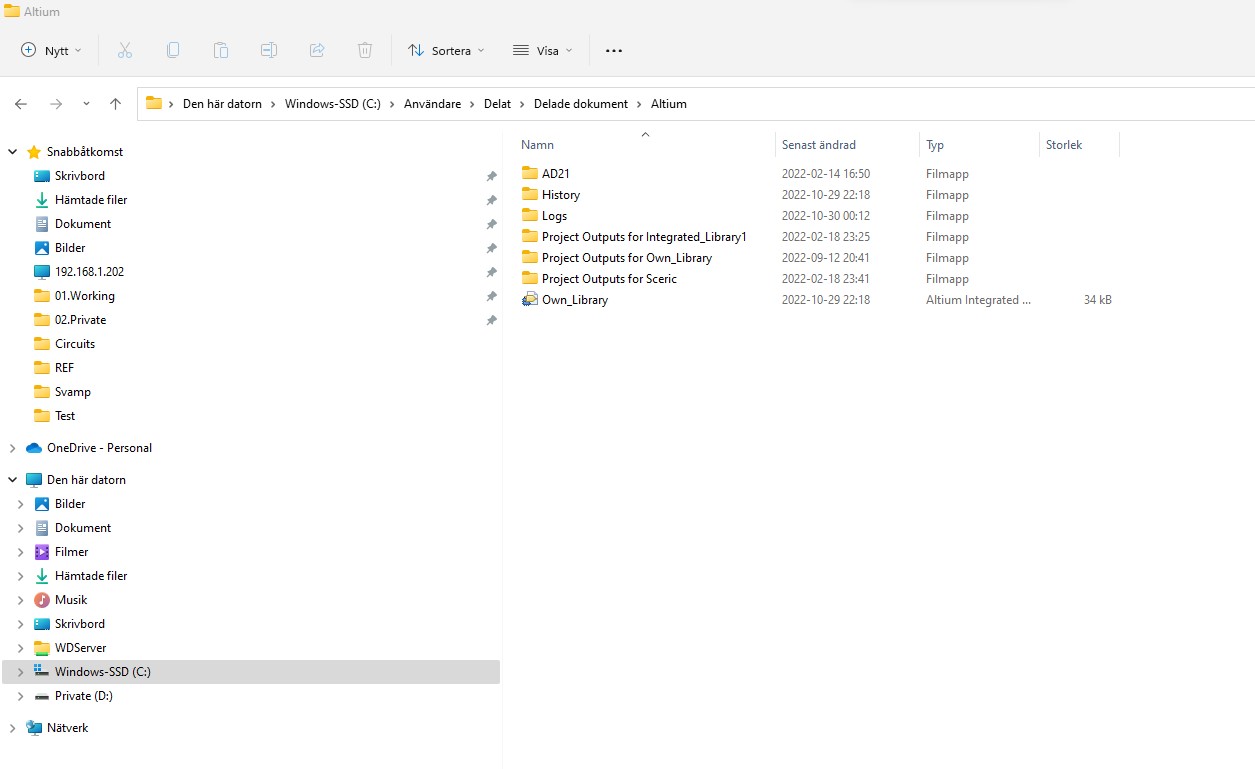 Altium
Nytt Sortera Visa
Den här datorn Windows-SSD (C:) Användare Delat Delade dokument Altium
Snabbåtkomst
Skrivbord
Hämtade filer
Dokument
Bilder
192.168.1.202
01.Working
02.Private
Circuits
REF
Svamp
Test
OneDrive - Personal
Den här datorn
Bilder
Dokument
Filmer
Hämtade filer
Musik
Skrivbord
WDServer
Windows-SSD (C:)
Private (D:)
Nätverk
Namn Senast ändrad Typ Storlek
AD21 2022-02-14 16:50 Filmapp
History 2022-10-29 22:18 Filmapp
Logs 2022-10-30 00:12 Filmapp
Project Outputs for Integrated_Library1 2022-02-18 23:25 Filmapp
Project Outputs for Own_Library 2022-09-12 20:41 Filmapp
Project Outputs for Sceric 2022-02-18 23:41 Filmapp
Own_Library 2022-10-29 22:18 Altium Integrated ... 34 kB